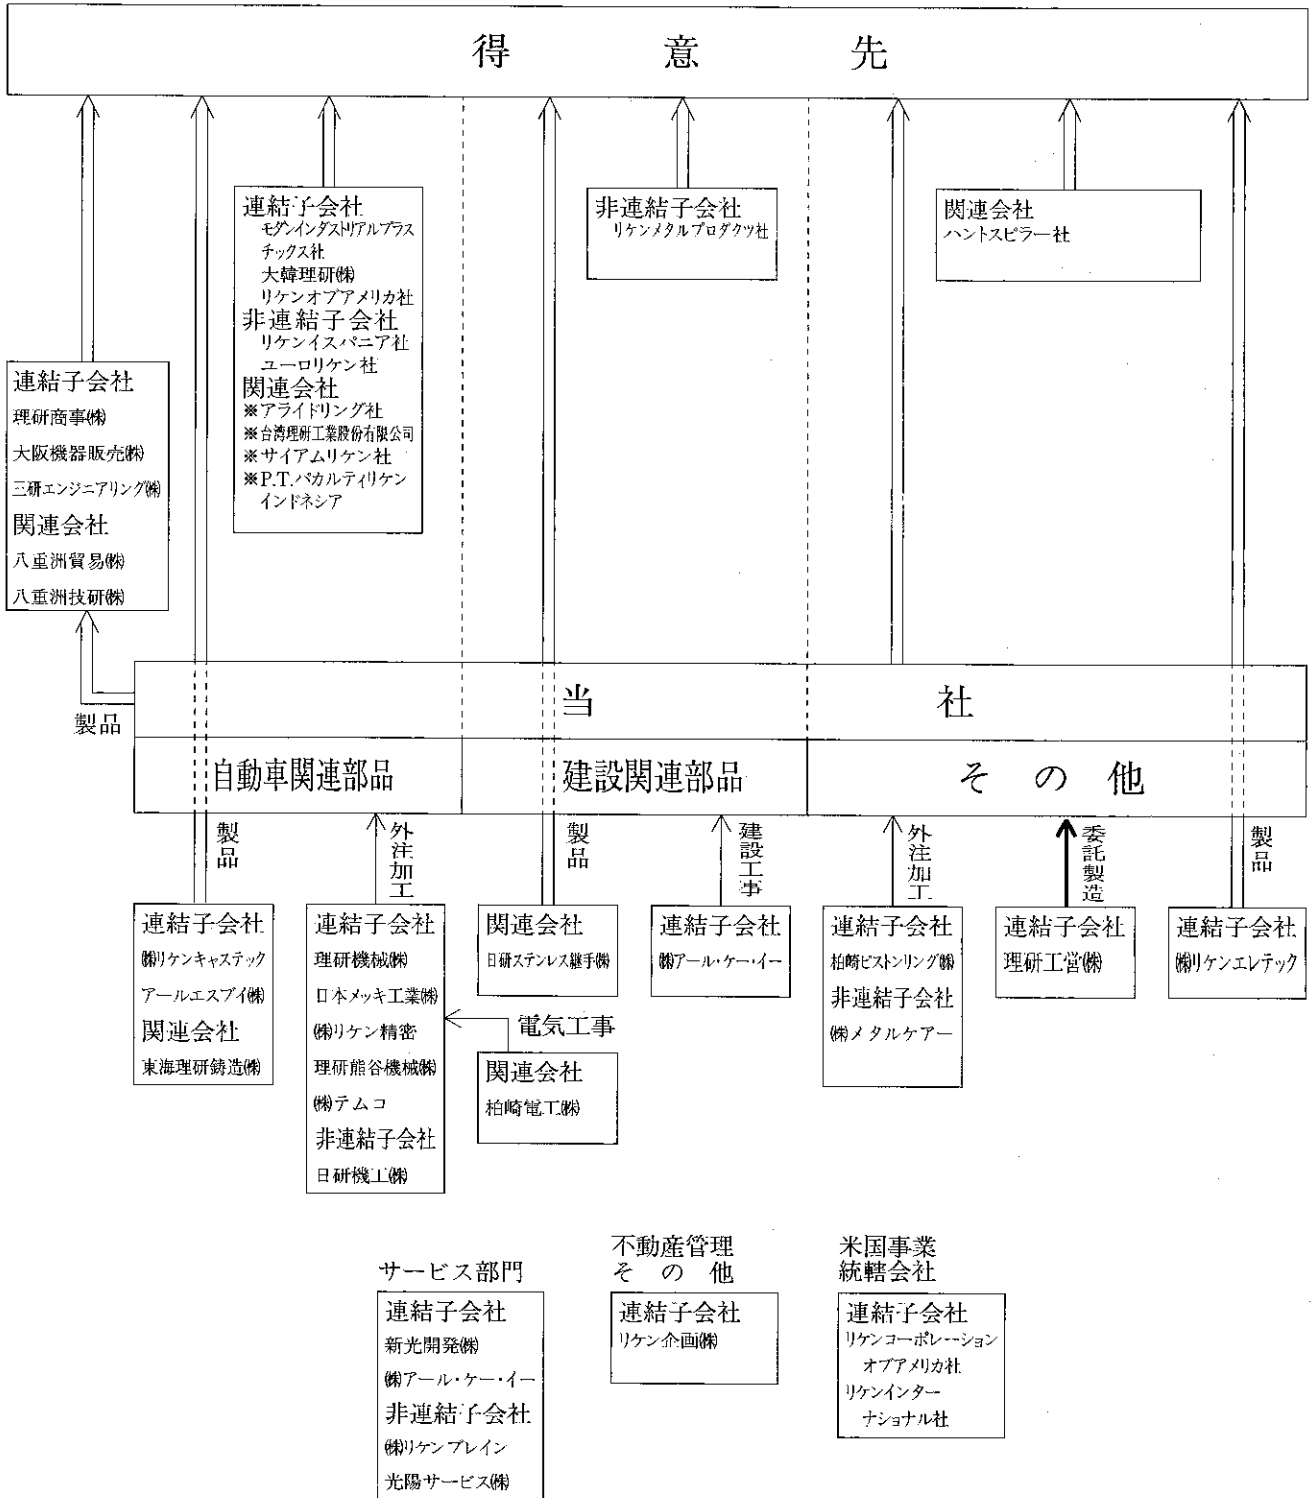 得意先
連結子会社
モダンインダストリアルプラス
チックス社
大韓理研㈱
リケンオブアメリカ社
非連結子会社
リケンイスパニア社
ユーロリケン社
関連会社
※アライドリング社
※台湾理研工業股份有限公司
※サイアムリケン社
※P.T.パカルティリケン
インドネシア
非連結子会社
リケンメタルプロダクツ社
関連会社
ハントスピラー社
連結子会社
理研商事㈱
大阪機器販売㈱
三研エンジニアリング㈱
関連会社
八重洲貿易㈱
八重洲技研㈱
製品
当社
自動車関連部品
建設関連部品
その他
製品
外注加工
製品
建設工事
外注加工
委託製造
製品
連結子会社
㈱リケンキャステック
アールエスブイ㈱
関連会社
東海理研鋳造㈱
連結子会社
理研機械㈱
日本メッキ工業㈱
㈱リケン精密
理研熊谷機械㈱
㈱テムコ
非連結子会社
日研機工㈱
関連会社
日研ステンレス継手㈱
電気工事
関連会社
柏崎電工㈱
連結子会社
㈱アール・ケー・イー
連結子会社
柏崎ピストンリング㈱
非連結子会社
㈱メタルケアー
連結子会社
理研工営㈱
連結子会社
㈱リケンエレテック
サービス部門
連結子会社
新光開発㈱
㈱アール・ケー・イー
非連結子会社
㈱リケンブレイン
光陽サービス㈱
不動産管理
その他
連結子会社
リケン企画㈱
米国事業
統轄会社
連結子会社
リケンコーポレーション
オブアメリカ社
リケンインター
ナショナル社